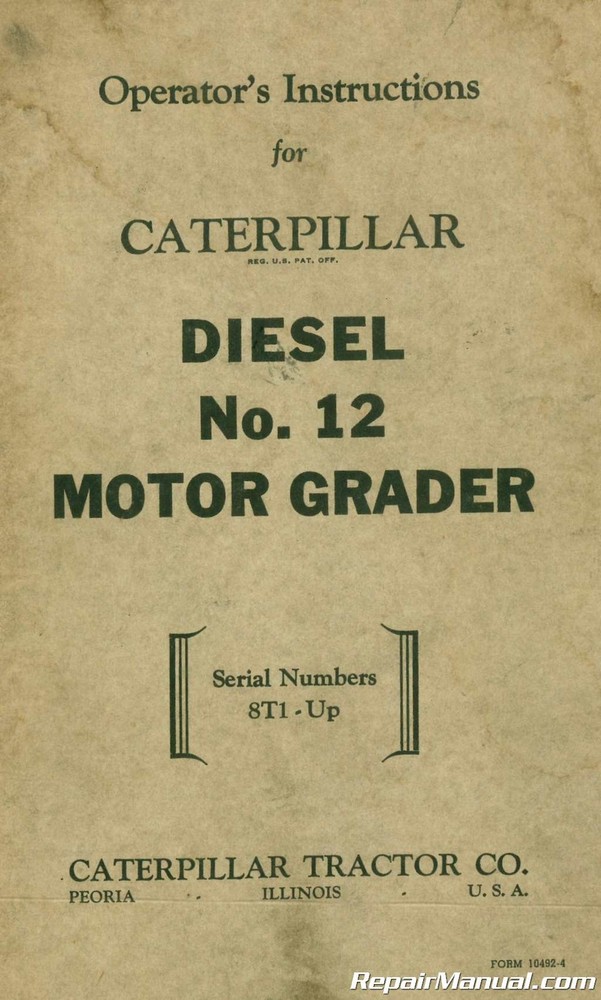 Operator's Instructions
for
CATERPILLAR
REG. U.S. PAT. OFF.
DIESEL
No. 12
MOTOR GRADER
Serial Numbers
8T1 - Up
CATERPILLAR TRACTOR CO.
PEORIA - ILLINOIS - U. S. A.
FORM 10492-4
RepairManual.com